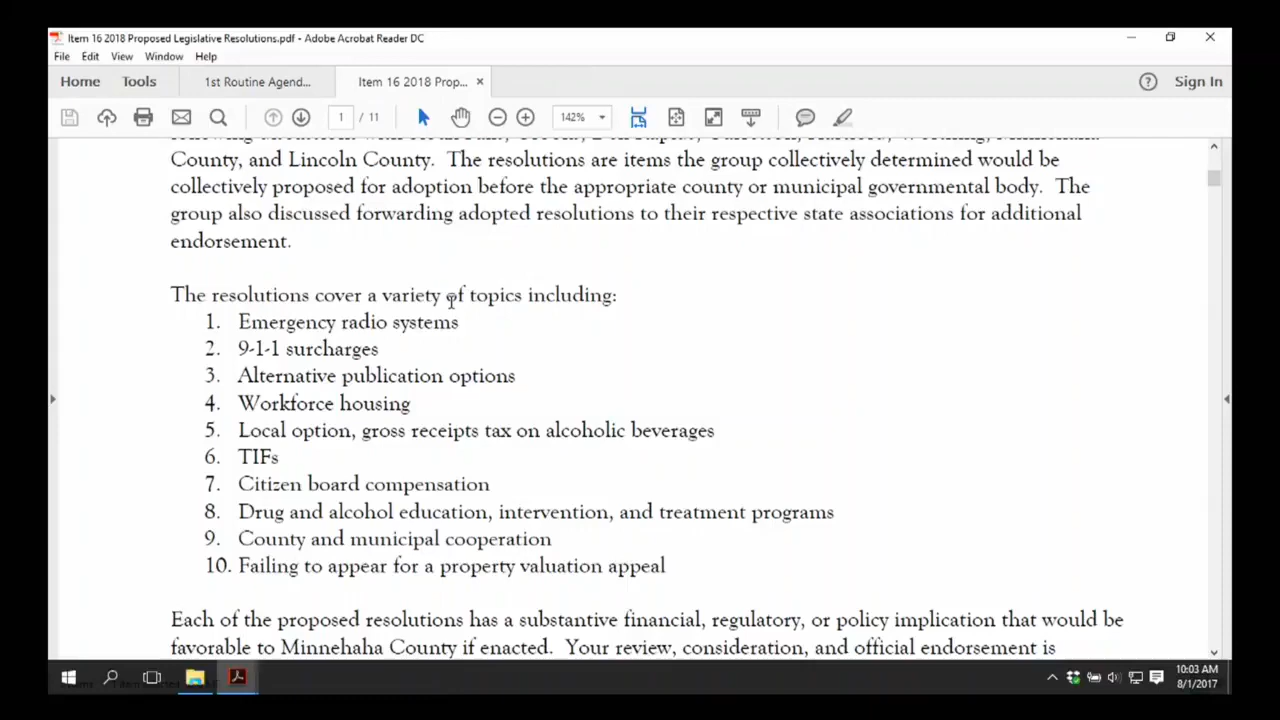 Item 16 2018 Proposed Legislative Resolutions.pdf - Adobe Acrobat Reader DC
File Edit View Window Help
Home Tools 1st Routine Agend... Item 16 2018 Prop... × Sign In
1 / 11 142%
County, and Lincoln County. The resolutions are items the group collectively determined would be
collectively proposed for adoption before the appropriate county or municipal governmental body. The
group also discussed forwarding adopted resolutions to their respective state associations for additional
endorsement.
The resolutions cover a variety of topics including:
1. Emergency radio systems
2. 9-1-1 surcharges
3. Alternative publication options
4. Workforce housing
5. Local option, gross receipts tax on alcoholic beverages
6. TIFs
7. Citizen board compensation
8. Drug and alcohol education, intervention, and treatment programs
9. County and municipal cooperation
10. Failing to appear for a property valuation appeal
Each of the proposed resolutions has a substantive financial, regulatory, or policy implication that would be
favorable to Minnehaha County if enacted. Your review, consideration, and official endorsement is
10:03 AM
8/1/2017